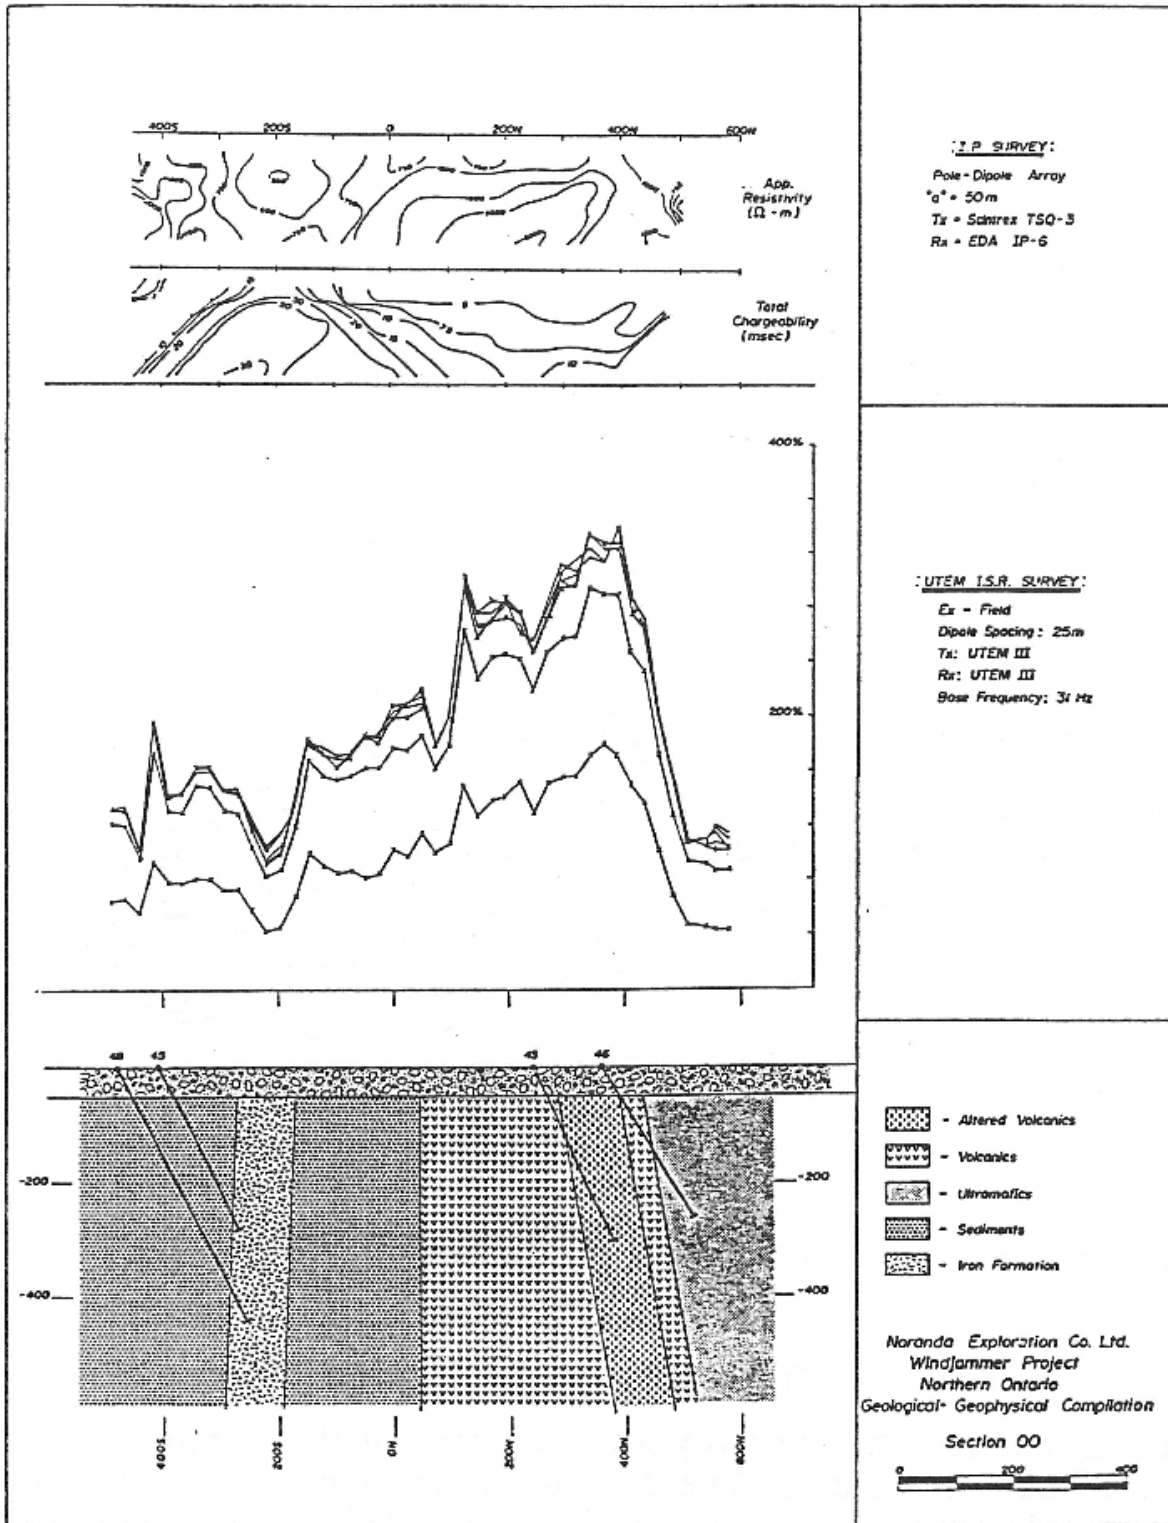 400S 200S 0 200N 400N 600N
App.
Resistivity
(Ω - m)
Total
Chargeability
(msec)
400%
200%
48 45 43 46
-200 -200
-400 -400
400S 200S 0N 200N 400N 600N
I.P. SURVEY:
Pole - Dipole Array
"a" = 50m
Tx = Scintrex TSQ-3
Rx = EDA IP-6
UTEM I.S.R. SURVEY:
Ex - Field
Dipole Spacing: 25m
Tx: UTEM III
Rx: UTEM III
Base Frequency: 31 Hz
- Altered Volcanics
- Volcanics
- Ultramafics
- Sediments
- Iron Formation
Noranda Exploration Co. Ltd.
Windjammer Project
Northern Ontario
Geological- Geophysical Compilation
Section 00
0 200 400